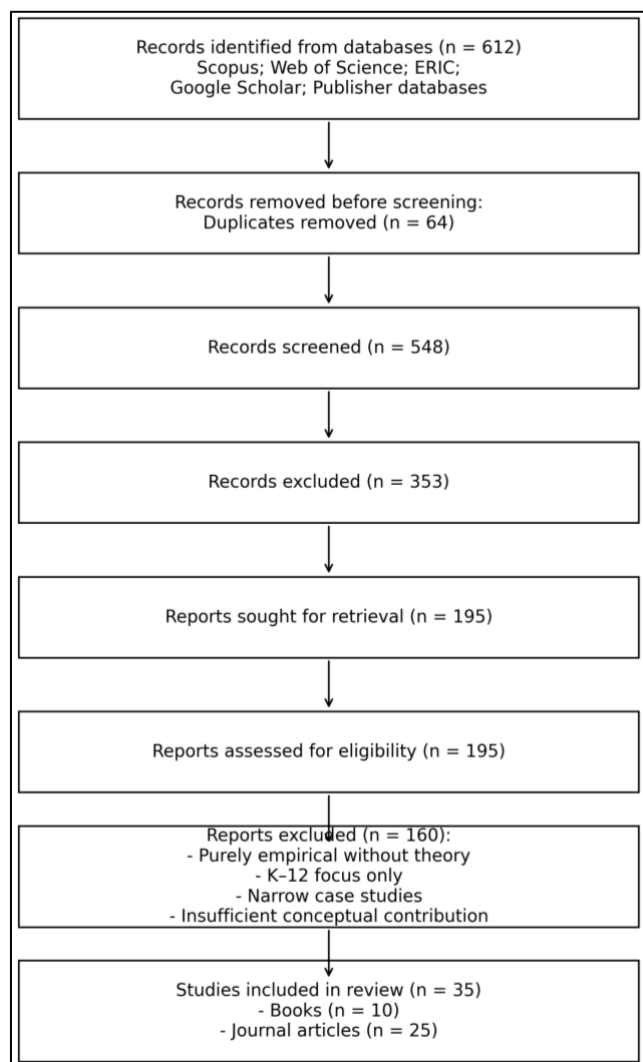 Records identified from databases (n = 612)
Scopus; Web of Science; ERIC;
Google Scholar; Publisher databases
Records removed before screening:
Duplicates removed (n = 64)
Records screened (n = 548)
Records excluded (n = 353)
Reports sought for retrieval (n = 195)
Reports assessed for eligibility (n = 195)
Reports excluded (n = 160):
- Purely empirical without theory
- K–12 focus only
- Narrow case studies
- Insufficient conceptual contribution
Studies included in review (n = 35)
- Books (n = 10)
- Journal articles (n = 25)